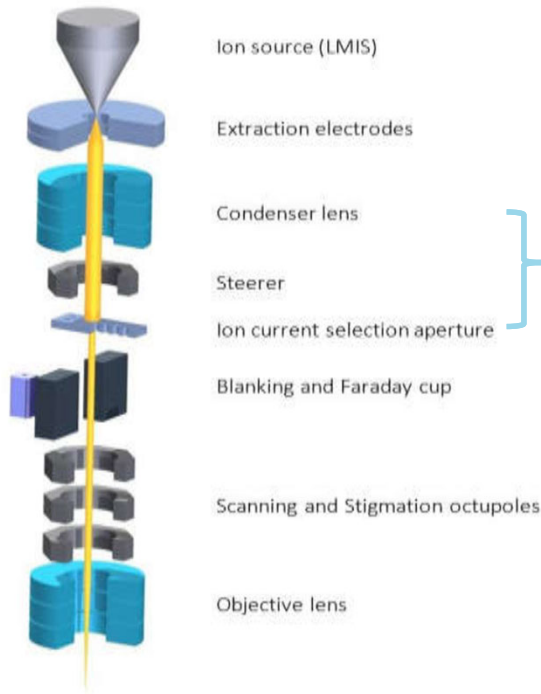 Ion source (LMIS)
Extraction electrodes
Condenser lens
Steerer
Ion current selection aperture
Blanking and Faraday cup
Scanning and Stigmation octupoles
Objective lens